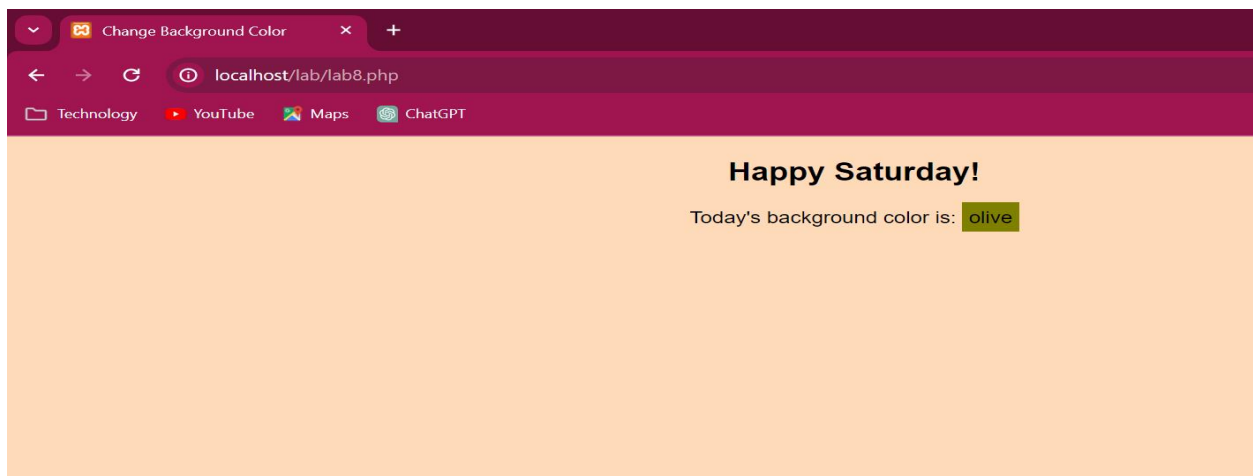 Change Background Color
localhost/lab/lab8.php
Technology YouTube Maps ChatGPT
Happy Saturday!
Today's background color is: olive